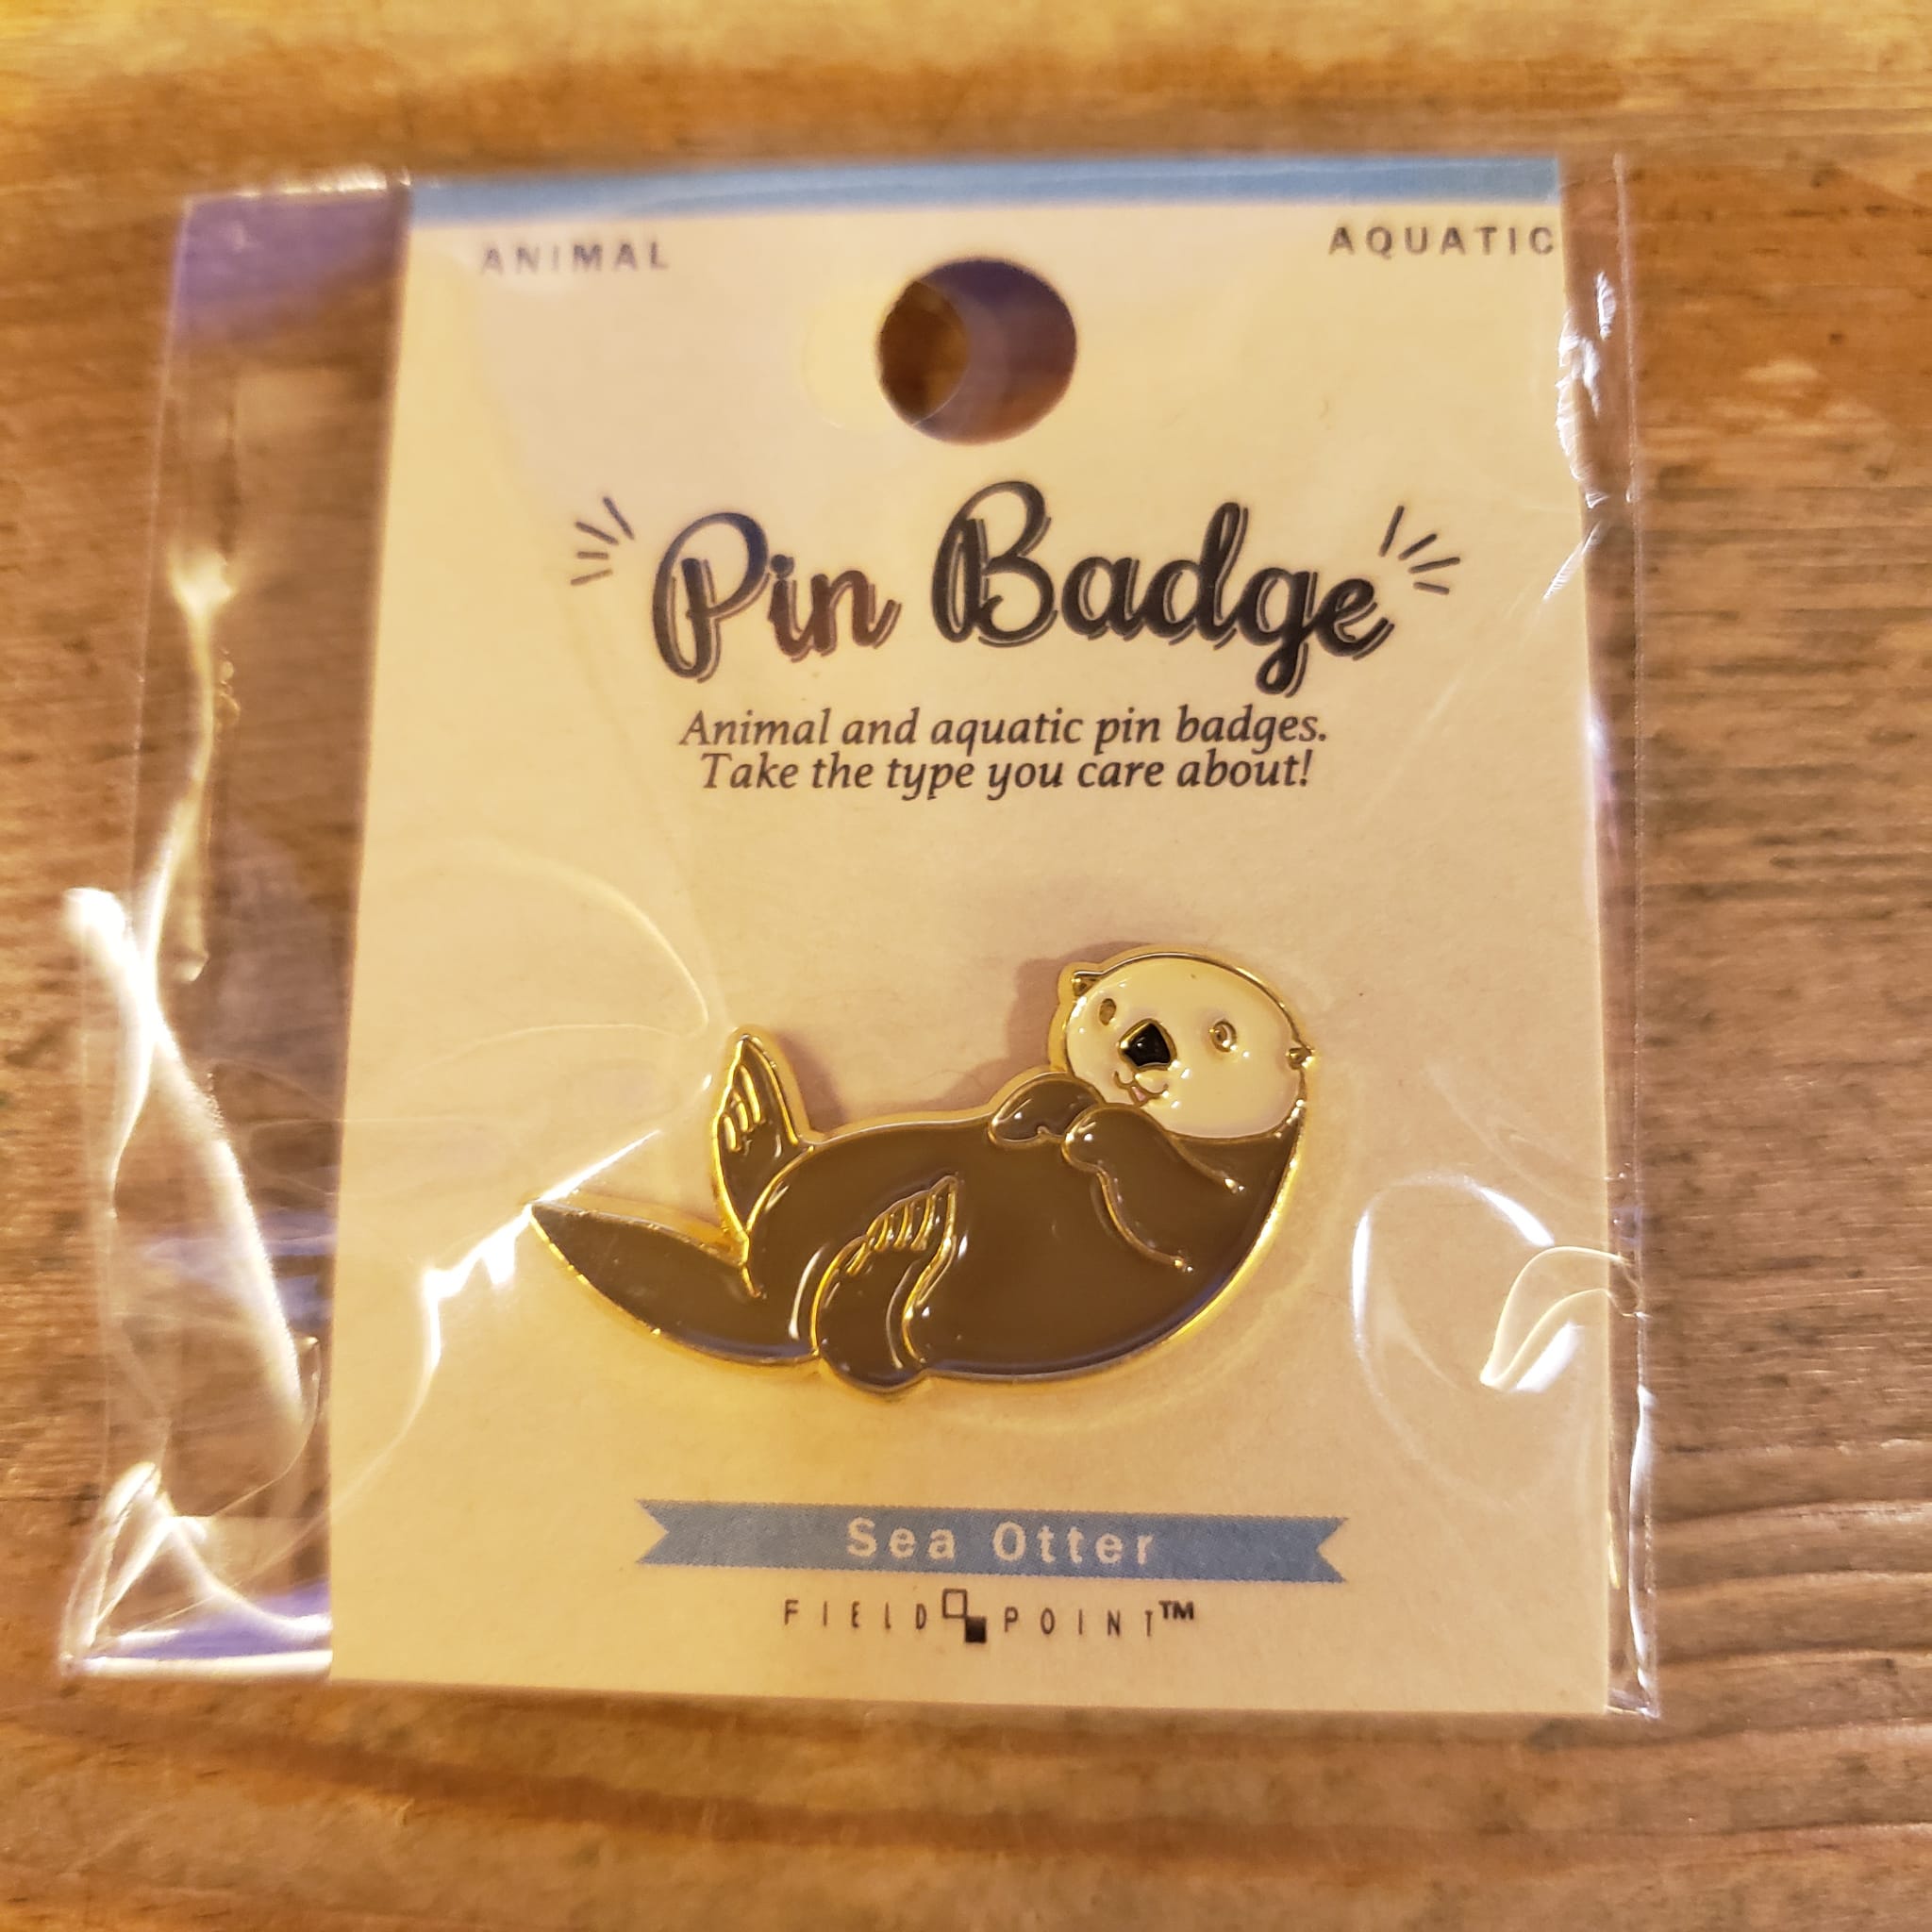 ANIMAL
AQUATIC
Pin Badge
Animal and aquatic pin badges.
Take the type you care about!
Sea Otter
FIELD POINT™